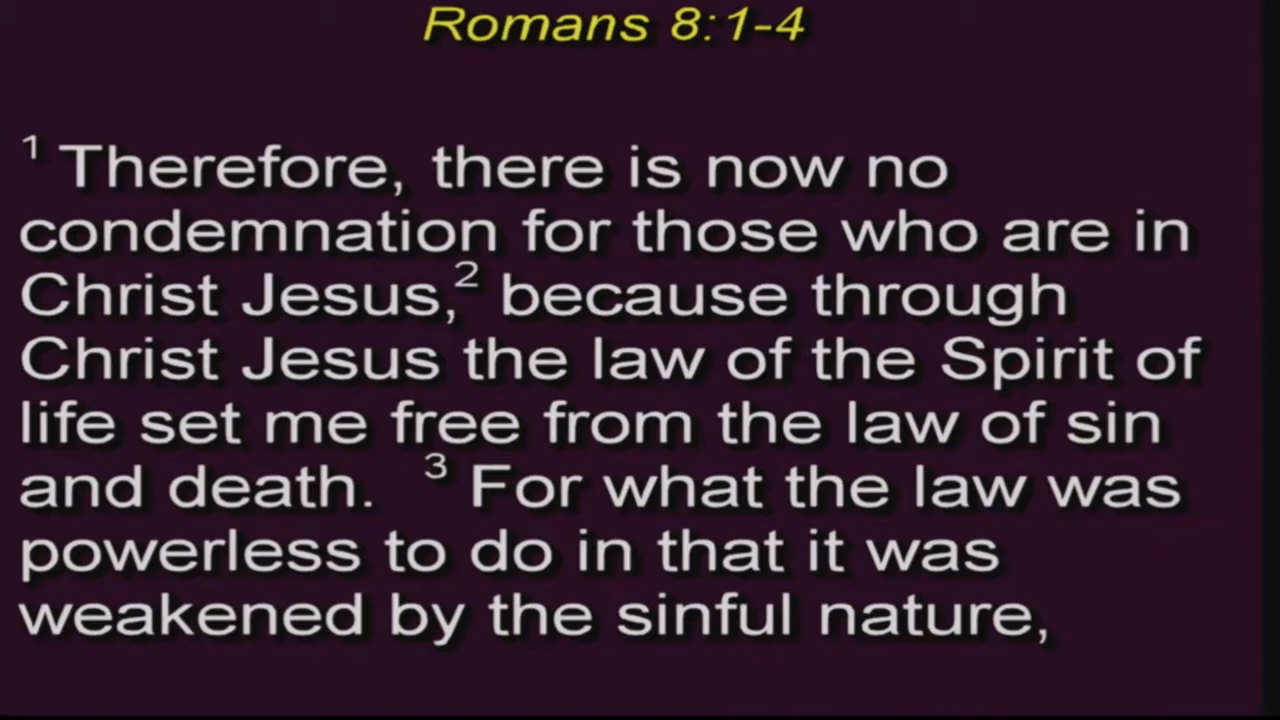 Romans 8:1-4
1 Therefore, there is now no
condemnation for those who are in
Christ Jesus,2 because through
Christ Jesus the law of the Spirit of
life set me free from the law of sin
and death. 3 For what the law was
powerless to do in that it was
weakened by the sinful nature,